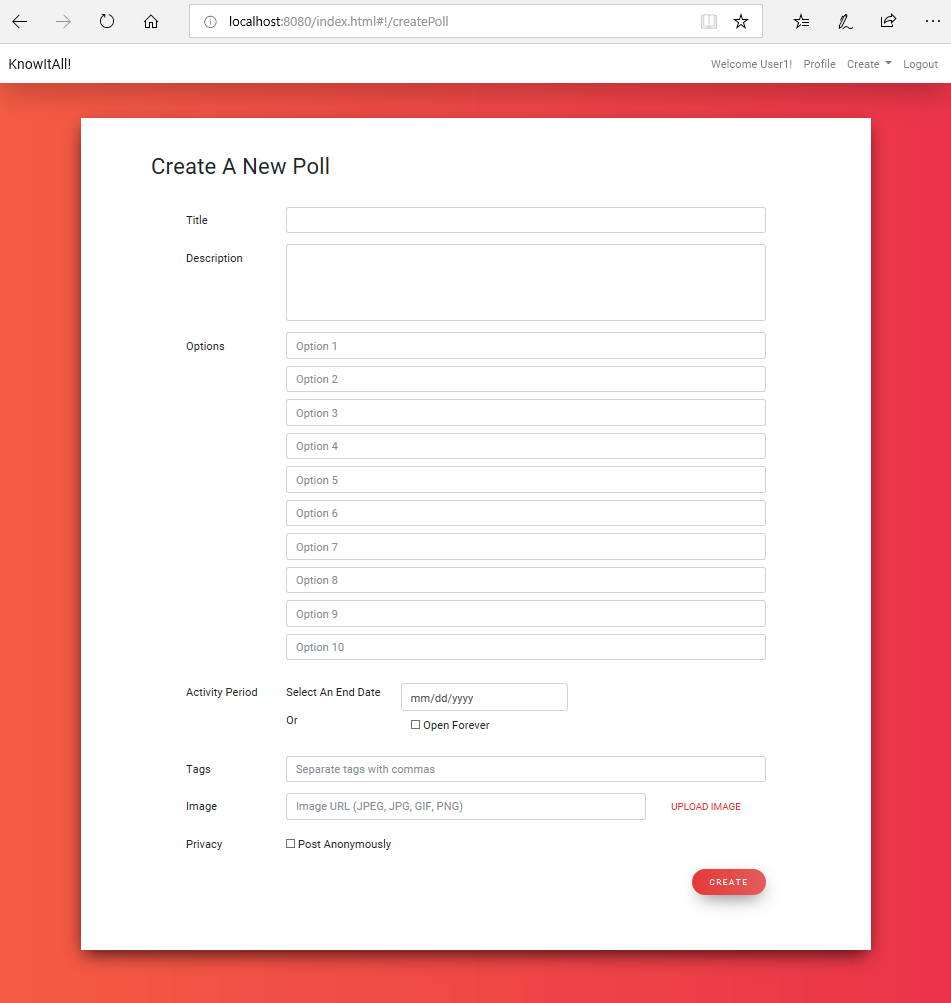 localhost:8080/index.html#!/createPoll
KnowItAll!
Welcome User1! Profile Create Logout
Create A New Poll
Title
Description
Options
Option 1
Option 2
Option 3
Option 4
Option 5
Option 6
Option 7
Option 8
Option 9
Option 10
Activity Period Select An End Date mm/dd/yyyy
Or Open Forever
Tags Separate tags with commas
Image Image URL (JPEG, JPG, GIF, PNG) UPLOAD IMAGE
Privacy Post Anonymously
CREATE